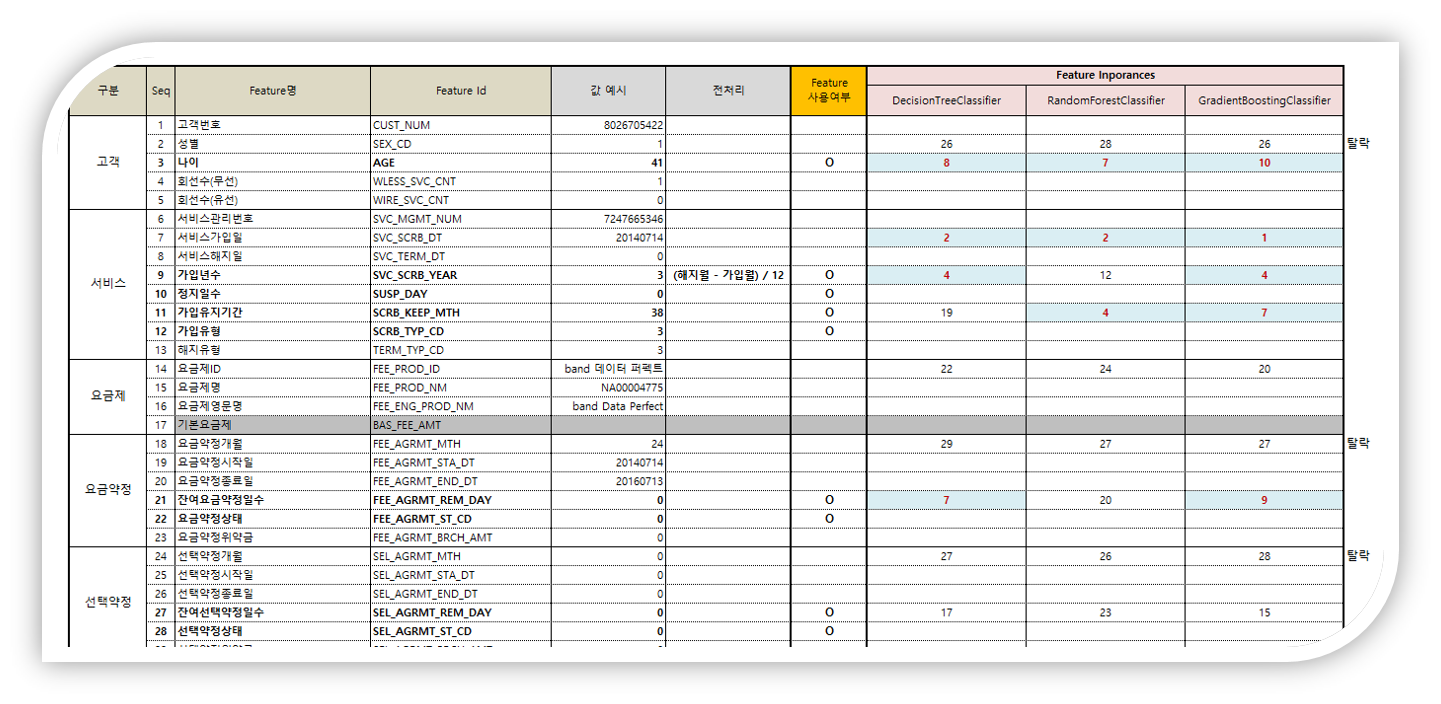 구분 Seq Feature명 Feature Id 값 예시 전처리 Feature 사용여부 Feature Inporances
DecisionTreeClassifier RandomForestClassifier GradientBoostingClassifier
고객
1 고객번호 CUST_NUM 8026705422
2 성별 SEX_CD 1 26 28 26 탈락
3 나이 AGE 41 O 8 7 10
4 회선수(무선) WLESS_SVC_CNT 1
5 회선수(유선) WIRE_SVC_CNT 0
서비스
6 서비스관리번호 SVC_MGMT_NUM 7247665346
7 서비스가입일 SVC_SCRB_DT 20140714 2 2 1
8 서비스해지일 SVC_TERM_DT 0
9 가입년수 SVC_SCRB_YEAR 3 (해지월 - 가입월) / 12 O 4 12 4
10 정지일수 SUSP_DAY 0 O
11 가입유지기간 SCRB_KEEP_MTH 38 O 19 4 7
12 가입유형 SCRB_TYP_CD 3 O
13 해지유형 TERM_TYP_CD 3
요금제
14 요금제ID FEE_PROD_ID band 데이터 퍼펙트 22 24 20
15 요금제명 FEE_PROD_NM NA00004775
16 요금제영문명 FEE_ENG_PROD_NM band Data Perfect
17 기본요금제 BAS_FEE_AMT
요금약정
18 요금약정개월 FEE_AGRMT_MTH 24 29 27 27 탈락
19 요금약정시작일 FEE_AGRMT_STA_DT 20140714
20 요금약정종료일 FEE_AGRMT_END_DT 20160713
21 잔여요금약정일수 FEE_AGRMT_REM_DAY 0 O 7 20 9
22 요금약정상태 FEE_AGRMT_ST_CD 0 O
23 요금약정위약금 FEE_AGRMT_BRCH_AMT 0
선택약정
24 선택약정개월 SEL_AGRMT_MTH 0 27 26 28 탈락
25 선택약정시작일 SEL_AGRMT_STA_DT 0
26 선택약정종료일 SEL_AGRMT_END_DT 0
27 잔여선택약정일수 SEL_AGRMT_REM_DAY 0 O 17 23 15
28 선택약정상태 SEL_AGRMT_ST_CD 0 O